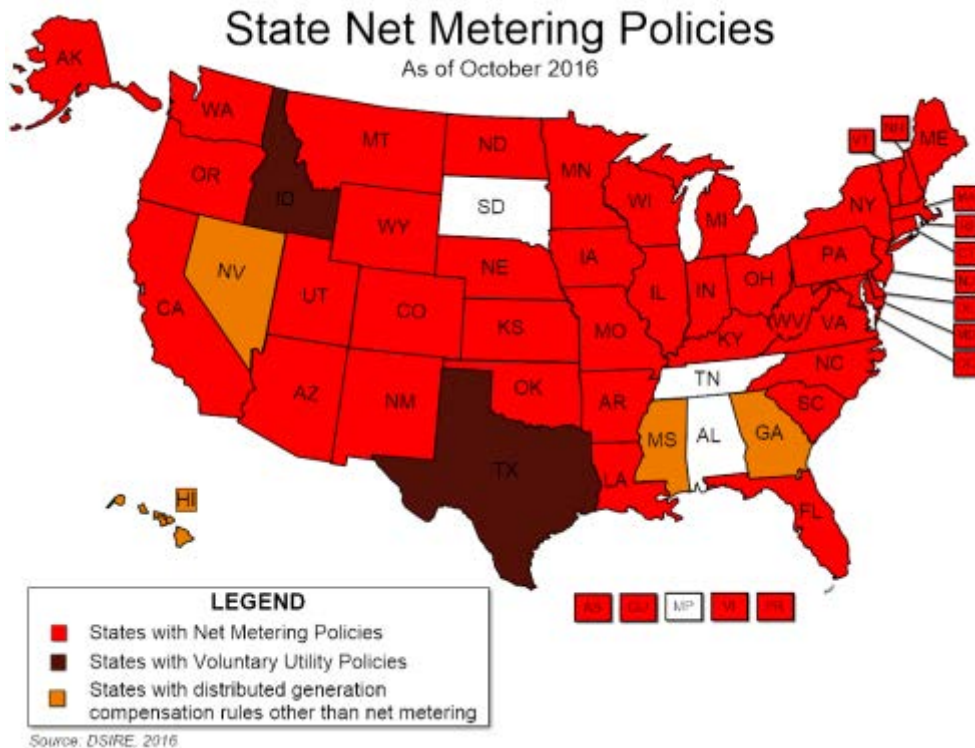 State Net Metering Policies
As of October 2016
AK
WA
MT
ND
MN
VT
NH
ME
OR
ID
SD
WI
MI
NY
WY
NV
NE
IA
PA
CA
UT
CO
IL
IN
OH
KS
MO
WV
VA
KY
AZ
NM
OK
AR
TN
NC
SC
TX
LA
MS
AL
GA
FL
HI
NJ
AS
GU
MP
VI
PR
LEGEND
States with Net Metering Policies
States with Voluntary Utility Policies
States with distributed generation
compensation rules other than net metering
Source: DSIRE, 2016